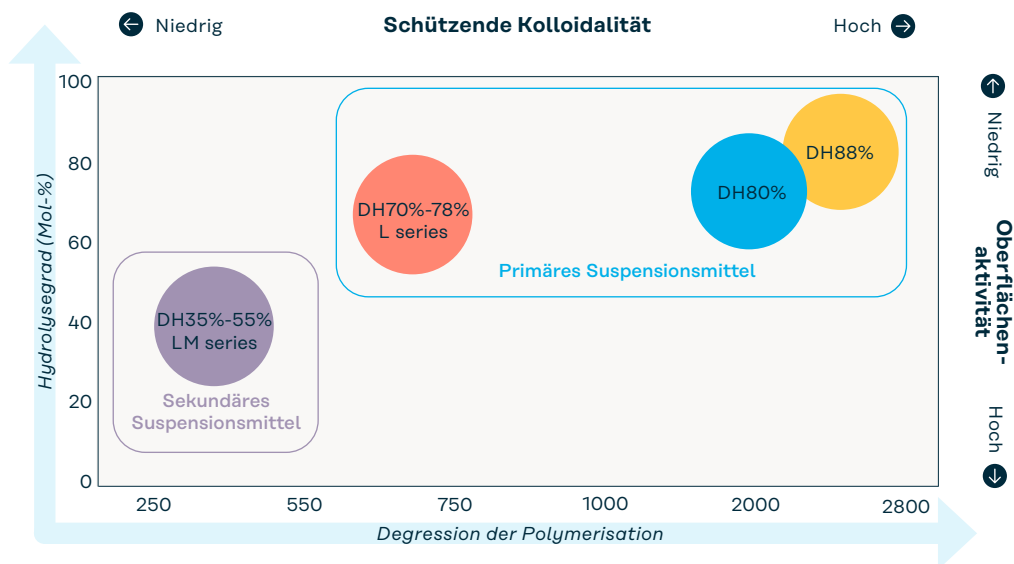 Niedrig
Schützende Kolloidalität
Hoch
100
80
60
40
20
0
Hydrolysegrad (Mol-%)
DH88%
DH80%
DH70%-78%
L series
Primäres Suspensionsmittel
DH35%-55%
LM series
Sekundäres
Suspensionsmittel
Niedrig
Oberflächen-
aktivität
Hoch
250
550
750
1000
2000
2800
Degression der Polymerisation